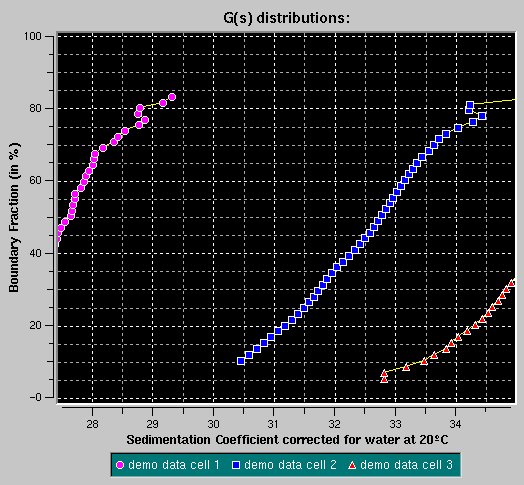 G(s) distributions:
100
80
60
40
20
-0
Boundary Fraction (in %)
28 29 30 31 32 33 34
Sedimentation Coefficient corrected for water at 20ºC
demo data cell 1 demo data cell 2 demo data cell 3